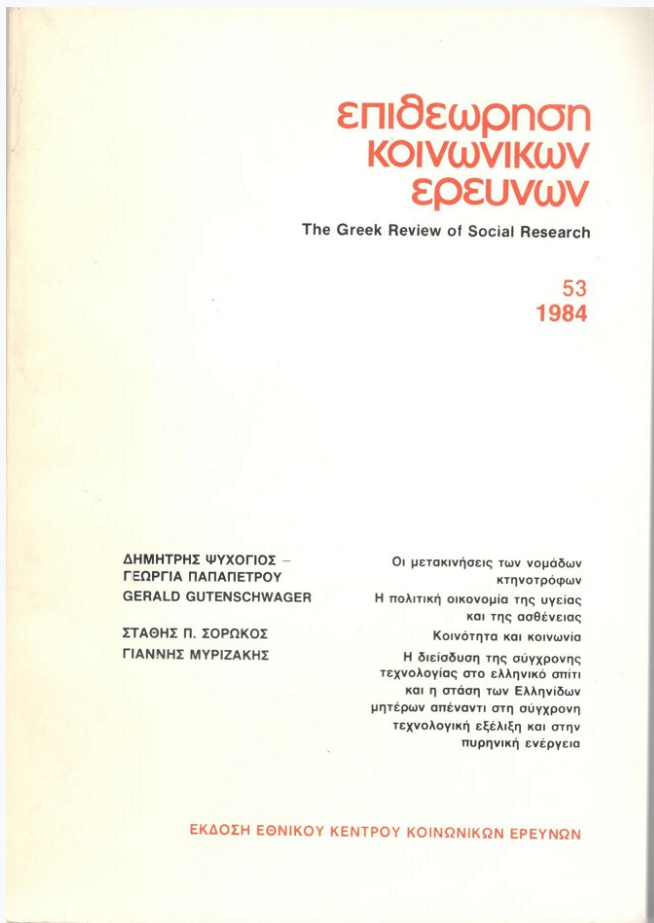 επιθεωρηση
κοινωνικων
ερευνων
The Greek Review of Social Research
53
1984
ΔΗΜΗΤΡΗΣ ΨΥΧΟΓΙΟΣ –
ΓΕΩΡΓΙΑ ΠΑΠΑΠΕΤΡΟΥ
Οι μετακινήσεις των νομάδων
κτηνοτρόφων
GERALD GUTENSCHWAGER
Η πολιτική οικονομία της υγείας
και της ασθένειας
ΣΤΑΘΗΣ Π. ΣΟΡΩΚΟΣ
Κοινότητα και κοινωνία
ΓΙΑΝΝΗΣ ΜΥΡΙΖΑΚΗΣ
Η διείσδυση της σύγχρονης
τεχνολογίας στο ελληνικό σπίτι
και η στάση των Ελληνίδων
μητέρων απέναντι στη σύγχρονη
τεχνολογική εξέλιξη και στην
πυρηνική ενέργεια
ΕΚΔΟΣΗ ΕΘΝΙΚΟΥ ΚΕΝΤΡΟΥ ΚΟΙΝΩΝΙΚΩΝ ΕΡΕΥΝΩΝ